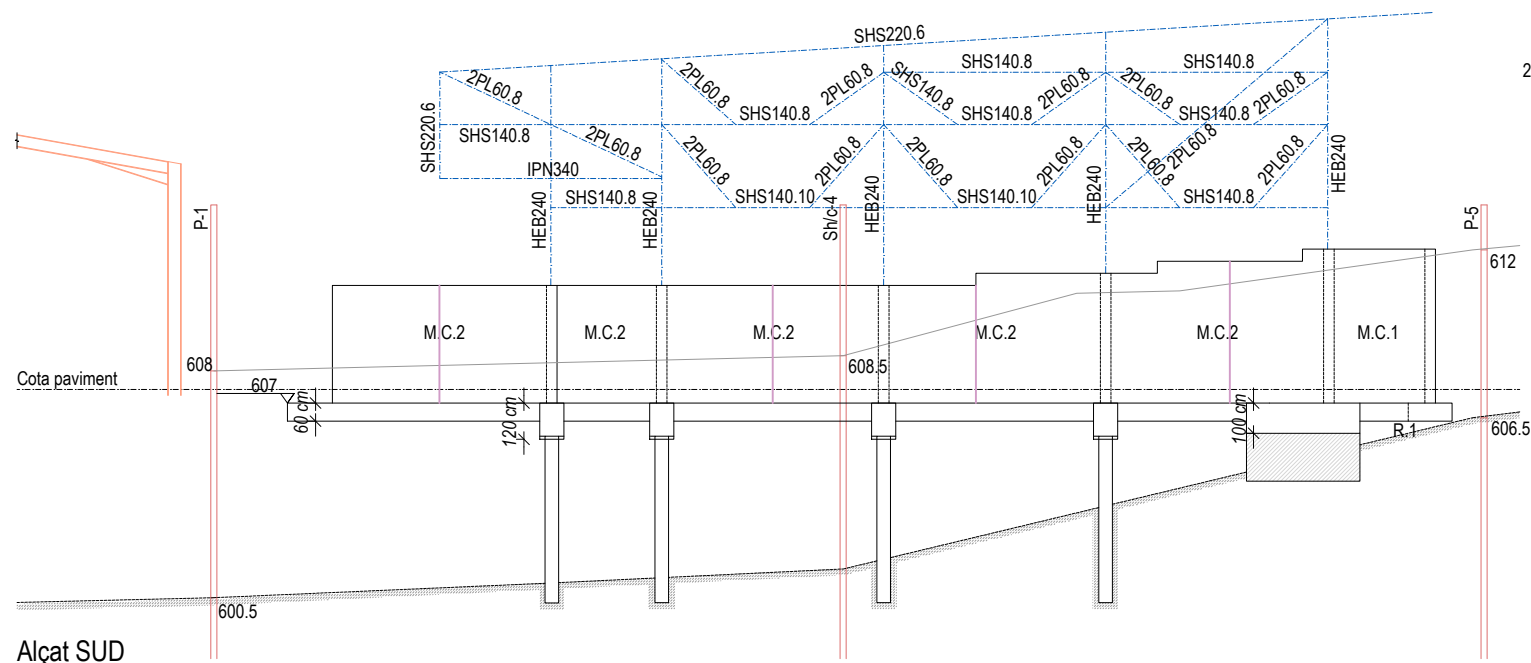 SHS220.6
SHS140.8
SHS140.8
2
2PL60.8
2PL60.8
2PL60.8
SHS140.8
2PL60.8
2PL60.8
2PL60.8
SHS220.6
SHS140.8
SHS140.8
SHS140.8
SHS140.8
2PL60.8
2PL60.8
2PL60.8
2PL60.8
2PL60.8
2PL60.8
2PL60.8
2PL60.8
HEB240
IPN340
P-1
HEB240
SHS140.8
HEB240
SHS140.10
Sh/c-4
HEB240
SHS140.10
HEB240
SHS140.8
2PL60.8
P-5
612
M.C.2
M.C.2
M.C.2
M.C.2
M.C.2
M.C.1
608
608.5
Cota paviment
607
60 cm
120 cm
100 cm
R.1
606.5
600.5
Alçat SUD